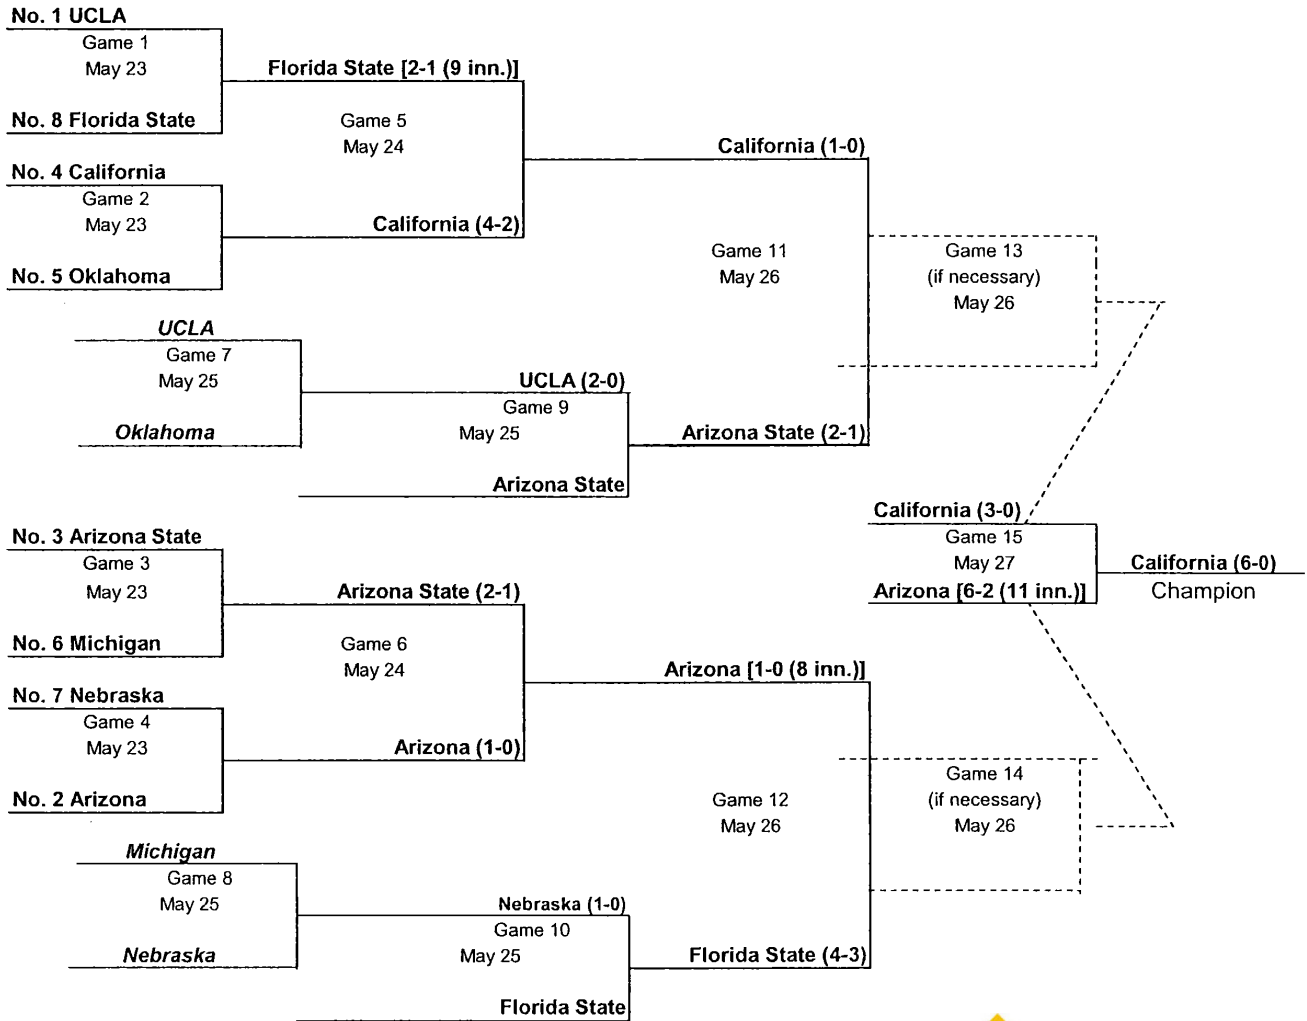 No. 1 UCLA
Game 1
May 23
No. 8 Florida State
Florida State [2-1 (9 inn.)]
Game 5
May 24
No. 4 California
Game 2
May 23
No. 5 Oklahoma
California (4-2)
California (1-0)
Game 11
May 26
Game 13
(if necessary)
May 26
UCLA
Game 7
May 25
Oklahoma
UCLA (2-0)
Game 9
May 25
Arizona State
Arizona State (2-1)
California (3-0)
Game 15
May 27
Arizona [6-2 (11 inn.)]
California (6-0)
Champion
No. 3 Arizona State
Game 3
May 23
No. 6 Michigan
Arizona State (2-1)
Game 6
May 24
No. 7 Nebraska
Game 4
May 23
No. 2 Arizona
Arizona (1-0)
Arizona [1-0 (8 inn.)]
Game 12
May 26
Game 14
(if necessary)
May 26
Michigan
Game 8
May 25
Nebraska
Nebraska (1-0)
Game 10
May 25
Florida State
Florida State (4-3)